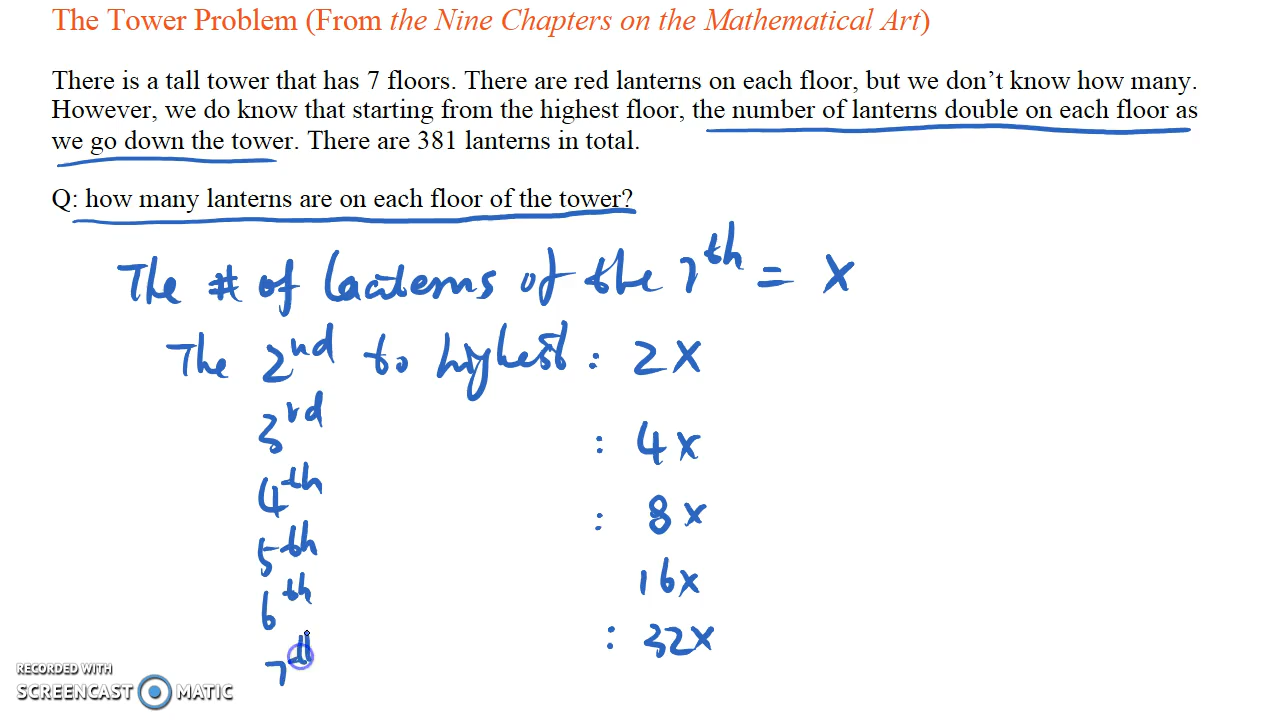 The Tower Problem (From the Nine Chapters on the Mathematical Art)
There is a tall tower that has 7 floors. There are red lanterns on each floor, but we don’t know how many.
However, we do know that starting from the highest floor, the number of lanterns double on each floor as
we go down the tower. There are 381 lanterns in total.
Q: how many lanterns are on each floor of the tower?
The # of lanterns of the 7th = x
The 2nd to highest : 2x
3rd : 4x
4th : 8x
5th 16x
6th : 32x
7
RECORDED WITH
SCREENCAST MATIC